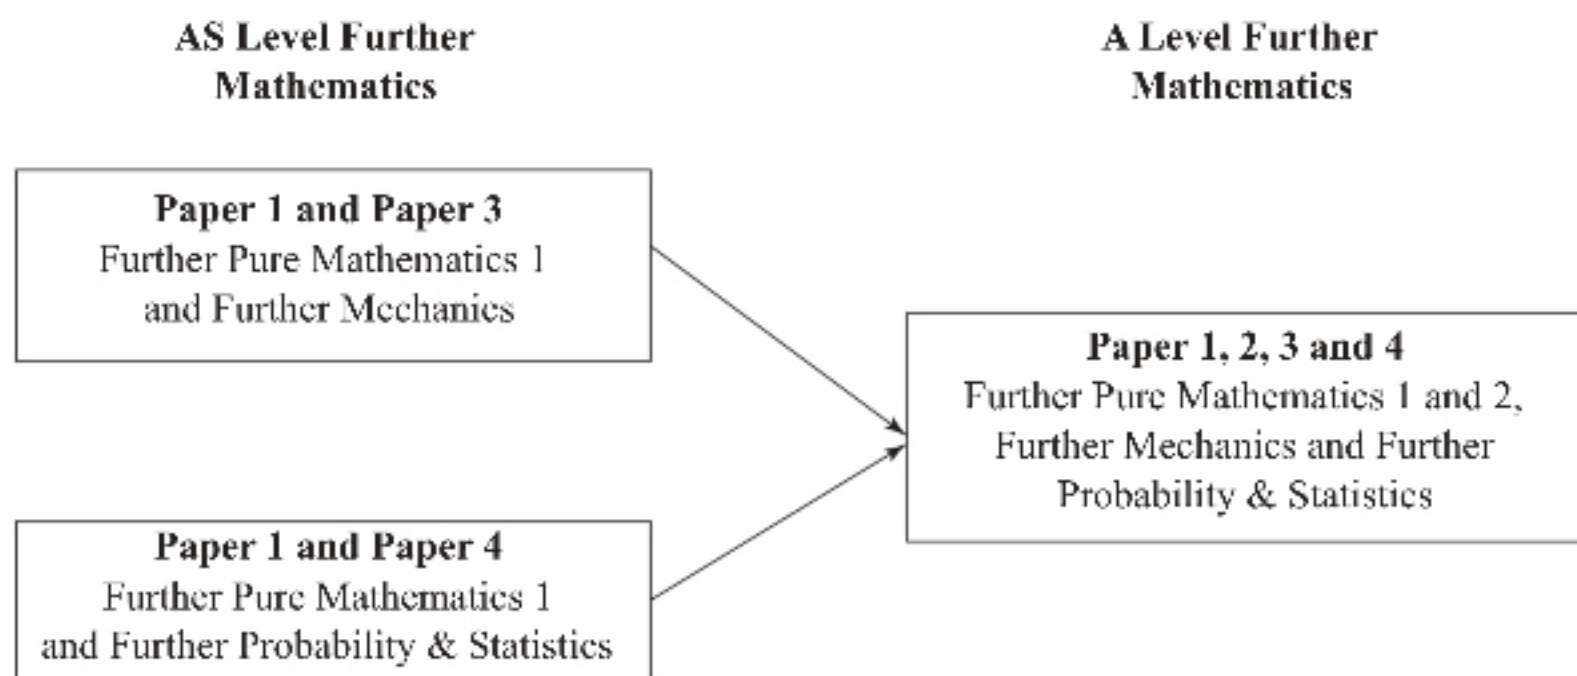 AS Level Further
Mathematics
A Level Further
Mathematics
Paper 1 and Paper 3
Further Pure Mathematics 1
and Further Mechanics
Paper 1, 2, 3 and 4
Further Pure Mathematics 1 and 2,
Further Mechanics and Further
Probability & Statistics
Paper 1 and Paper 4
Further Pure Mathematics 1
and Further Probability & Statistics